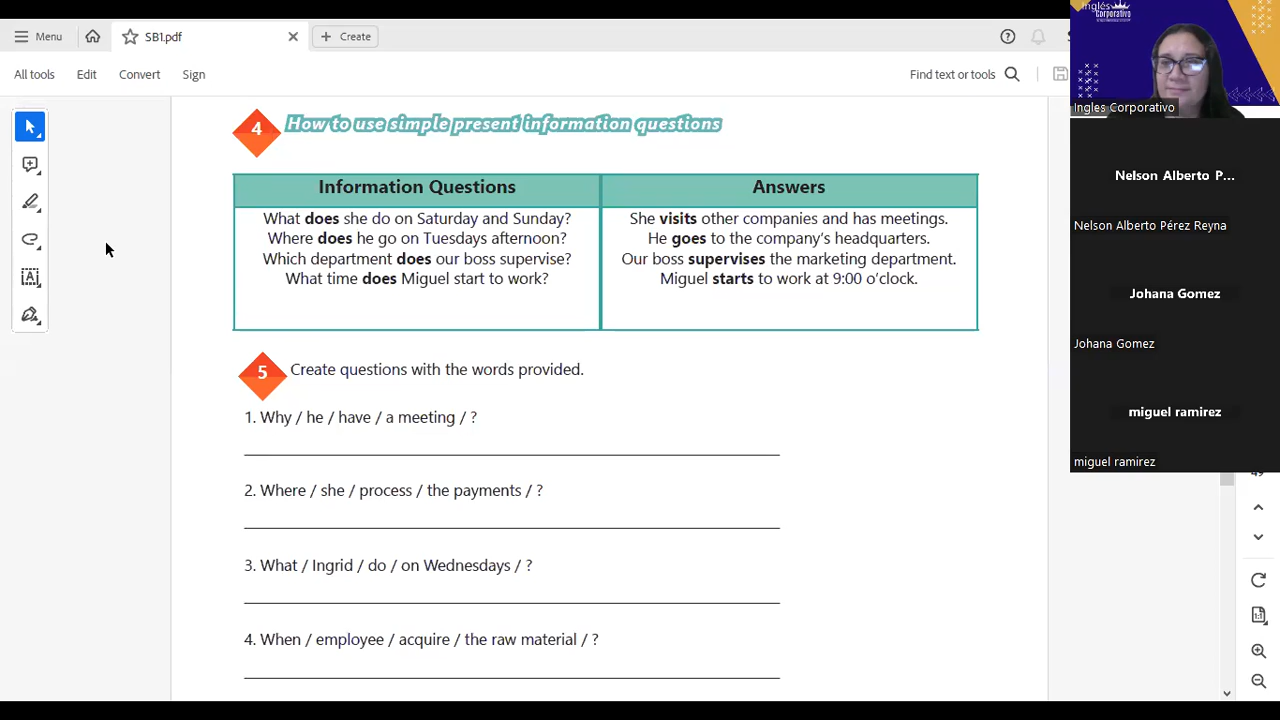 Menu
SB1.pdf
Create
All tools
Edit
Convert
Sign
Find text or tools
4
How to use simple present information questions
Information Questions
Answers
What does she do on Saturday and Sunday?
She visits other companies and has meetings.
Where does he go on Tuesdays afternoon?
He goes to the company's headquarters.
Which department does our boss supervise?
Our boss supervises the marketing department.
What time does Miguel start to work?
Miguel starts to work at 9:00 o'clock.
5
Create questions with the words provided.
1. Why / he / have / a meeting / ?
2. Where / she / process / the payments / ?
3. What / Ingrid / do / on Wednesdays / ?
4. When / employee / acquire / the raw material / ?
Inglés
corporativo
Ingles Corporativo
Nelson Alberto P...
Nelson Alberto Pérez Reyna
Johana Gomez
Johana Gomez
miguel ramirez
miguel ramirez